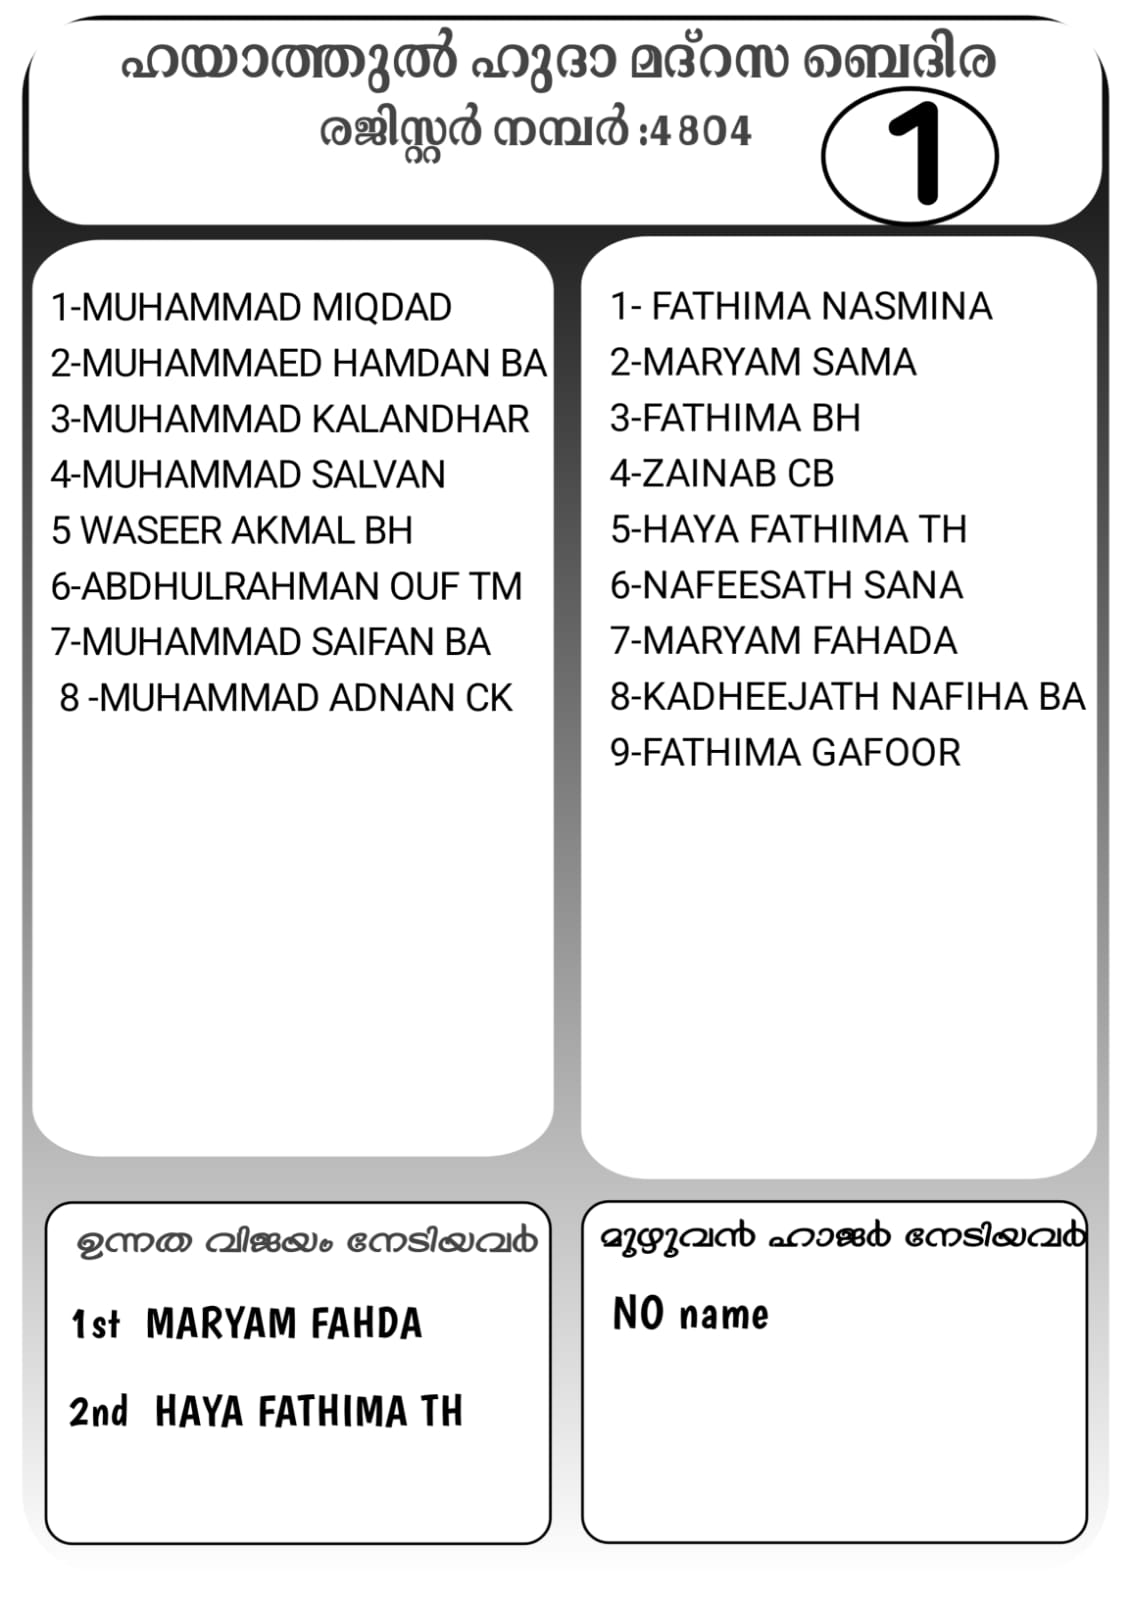 ഹയാത്തുൽ ഹുദാ മദ്റസ ബെദിര
രജിസ്റ്റർ നമ്പർ :4804
1
1-MUHAMMAD MIQDAD
2-MUHAMMAED HAMDAN BA
3-MUHAMMAD KALANDHAR
4-MUHAMMAD SALVAN
5 WASEER AKMAL BH
6-ABDHULRAHMAN OUF TM
7-MUHAMMAD SAIFAN BA
8 -MUHAMMAD ADNAN CK
1- FATHIMA NASMINA
2-MARYAM SAMA
3-FATHIMA BH
4-ZAINAB CB
5-HAYA FATHIMA TH
6-NAFEESATH SANA
7-MARYAM FAHADA
8-KADHEEJATH NAFIHA BA
9-FATHIMA GAFOOR
ഉന്നത വിജയം നേടിയവർ
1st MARYAM FAHDA
2nd HAYA FATHIMA TH
മുഴുവൻ ഹാജർ നേടിയവർ
NO name